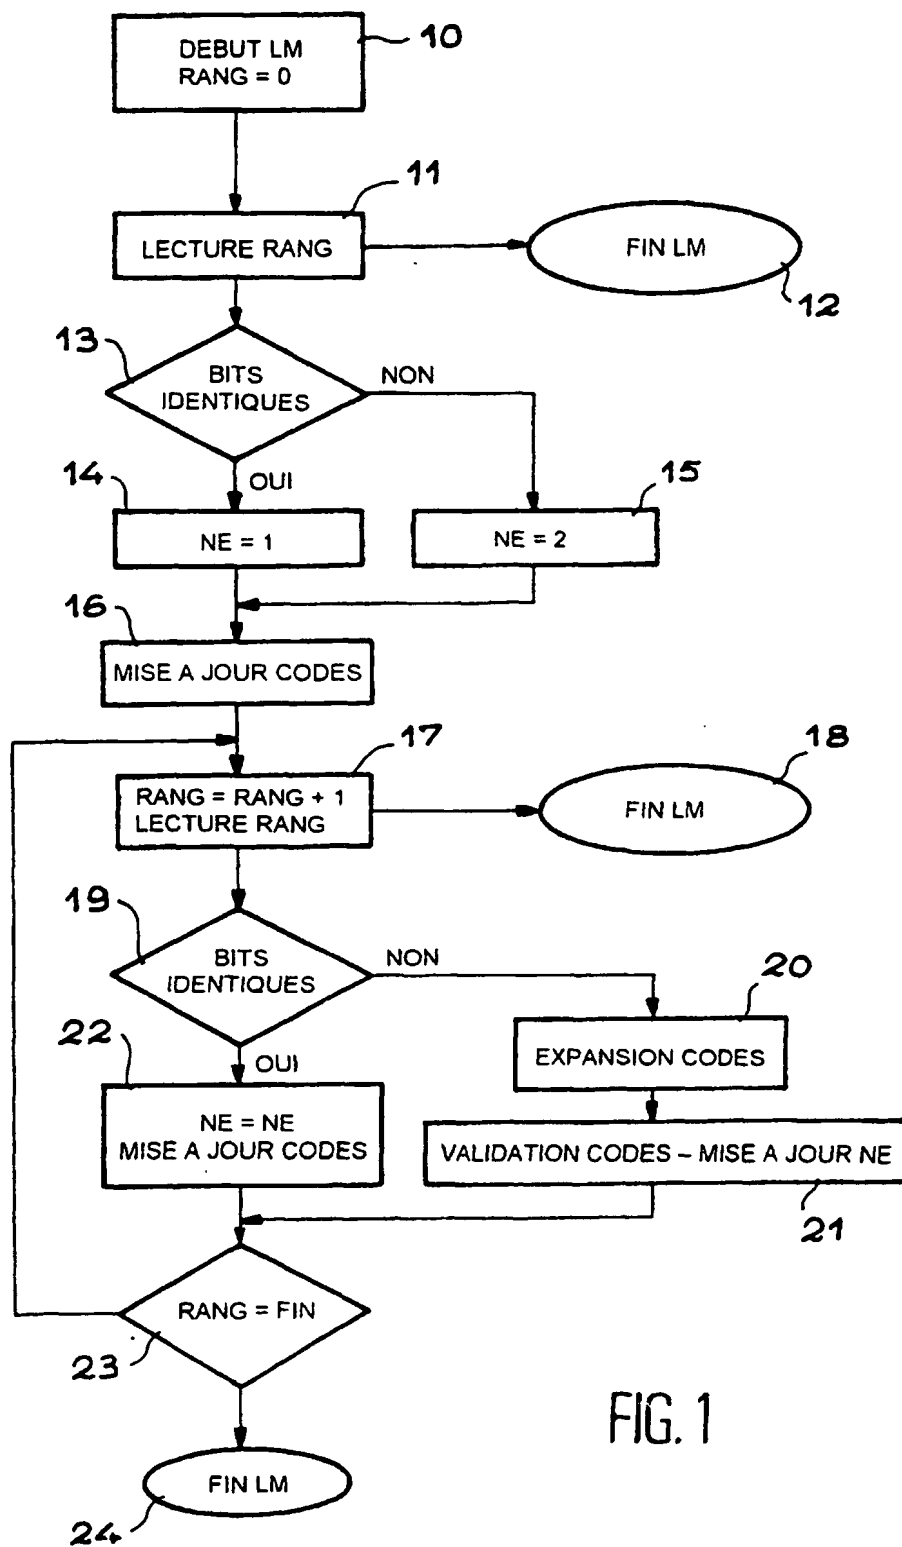 10
DEBUT LM
RANG = 0
11
LECTURE RANG
FIN LM
12
13
BITS
IDENTIQUES
NON
OUI
14
NE = 1
15
NE = 2
16
MISE A JOUR CODES
17
RANG = RANG + 1
LECTURE RANG
18
FIN LM
19
BITS
IDENTIQUES
NON
OUI
20
EXPANSION CODES
22
NE = NE
MISE A JOUR CODES
VALIDATION CODES – MISE A JOUR NE
21
RANG = FIN
23
FIN LM
24
FIG. 1